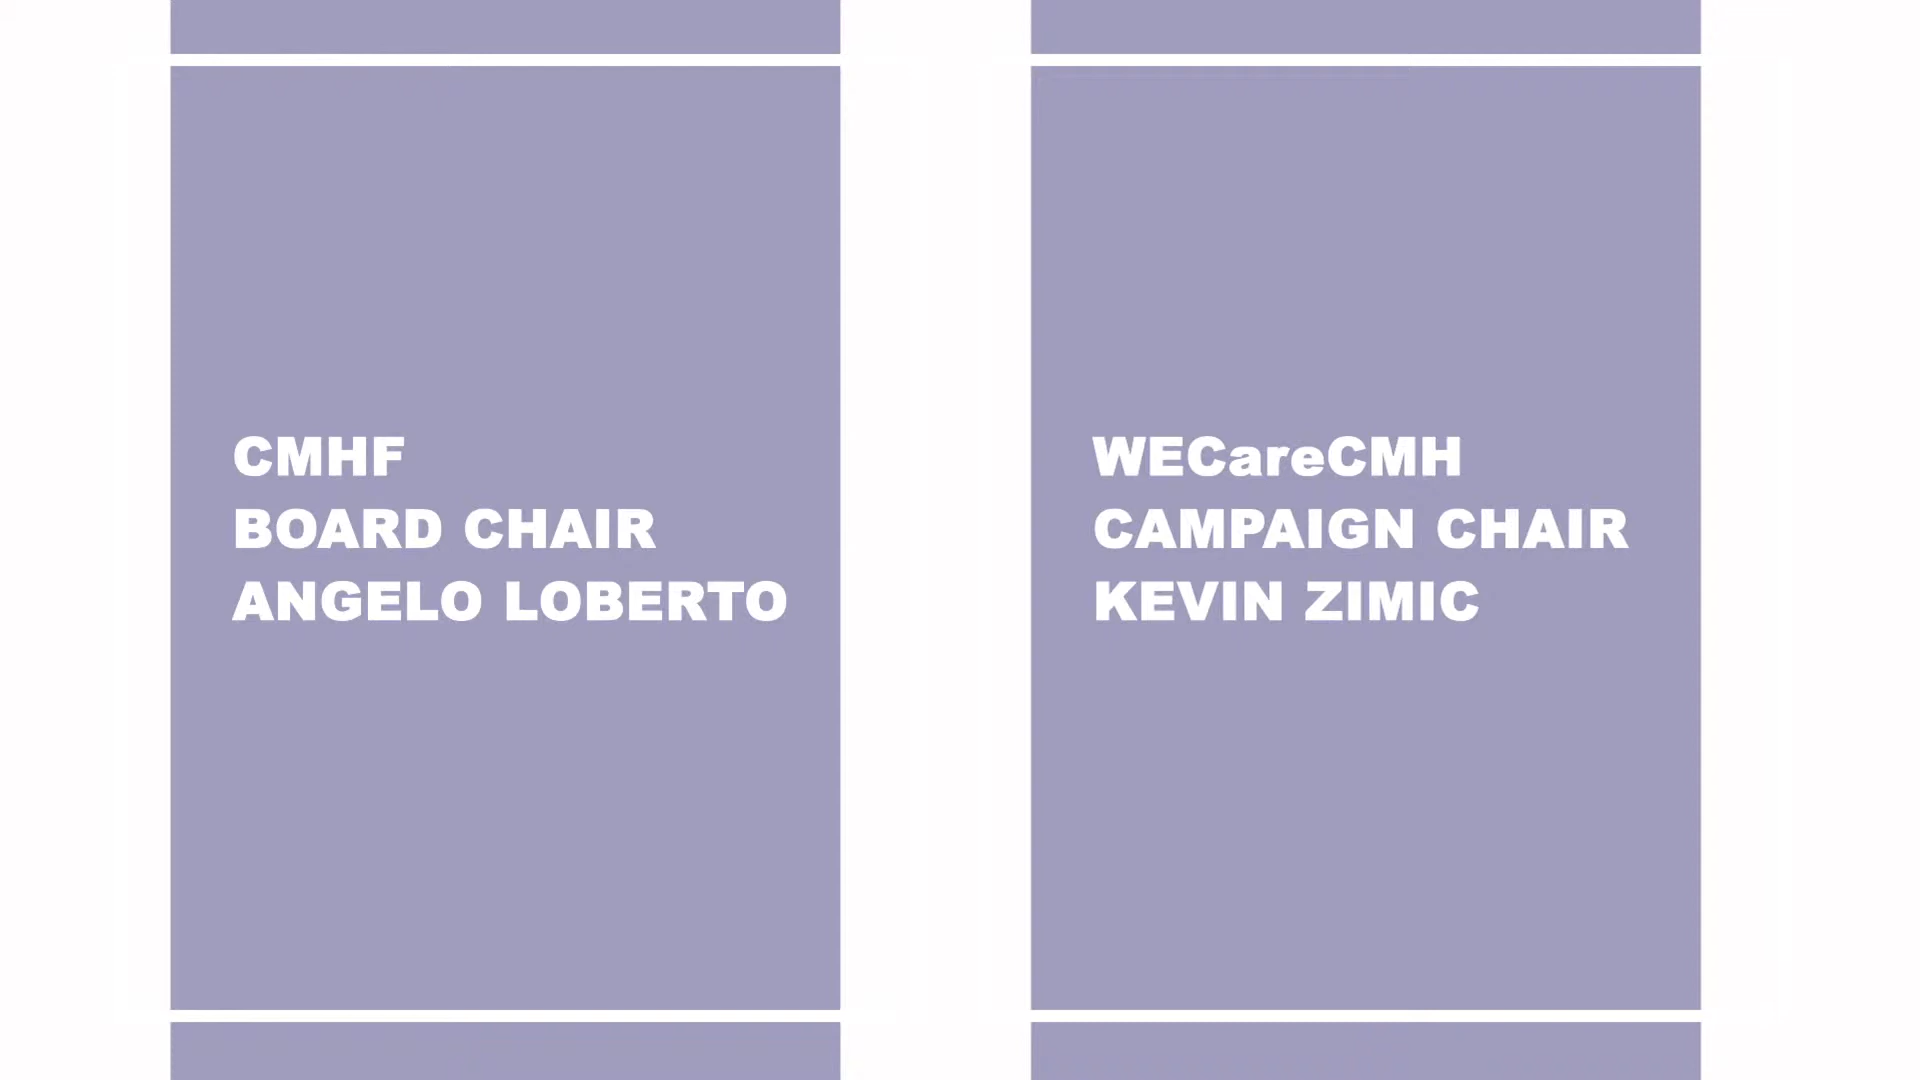 CMHF
BOARD CHAIR
ANGELO LOBERTO
WECareCMH
CAMPAIGN CHAIR
KEVIN ZIMIC